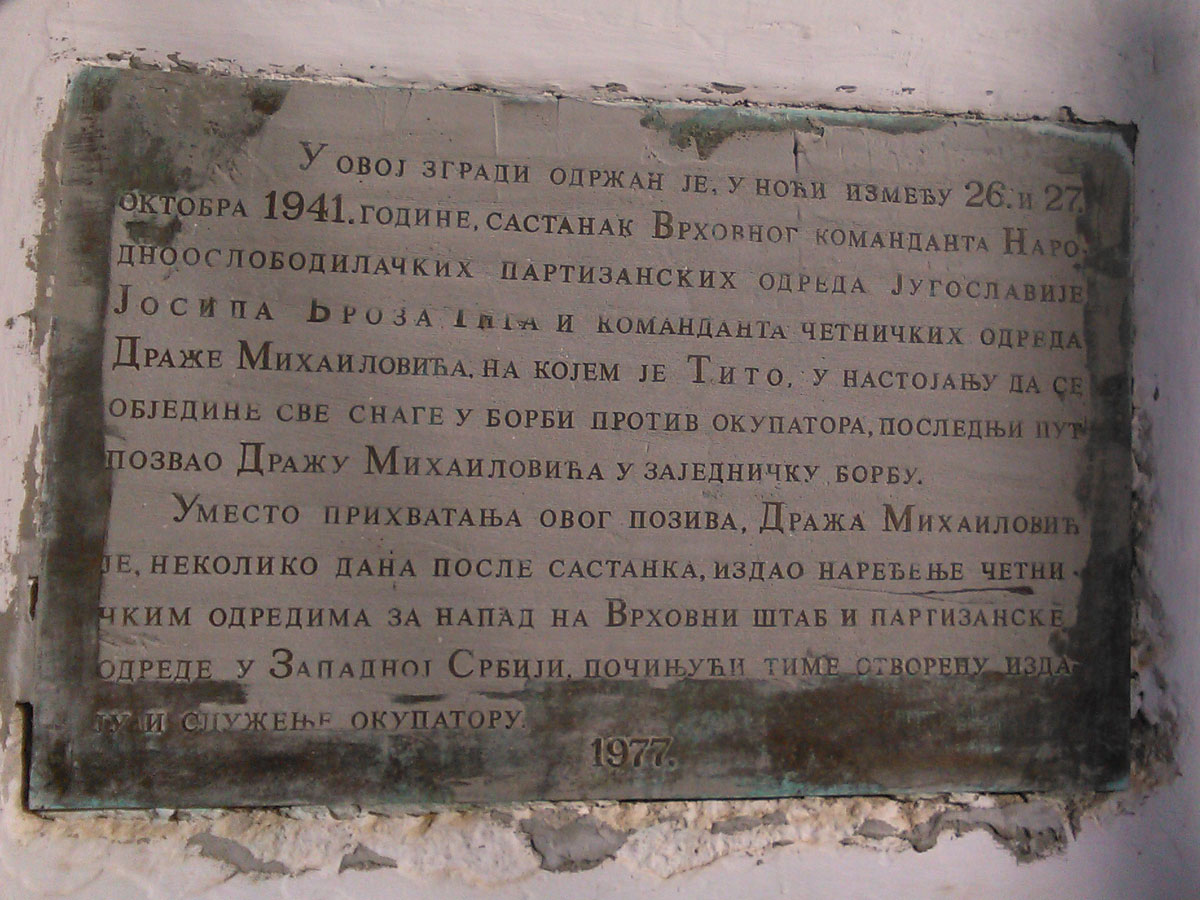 У ОВОЈ ЗГРАДИ ОДРЖАН ЈЕ, У НОЋИ ИЗМЕЂУ 26. И 27.
ОКТОБРА 1941. ГОДИНЕ, САСТАНАК ВРХОВНОГ КОМАНДАНТА НАРО-
ДНООСЛОБОДИЛАЧКИХ ПАРТИЗАНСКИХ ОДРЕДА ЈУГОСЛАВИЈЕ
ЈОСИПА БРОЗА ТИТА И КОМАНДАНТА ЧЕТНИЧКИХ ОДРЕДА
ДРАЖЕ МИХАИЛОВИЋА, НА КОЈЕМ ЈЕ ТИТО, У НАСТОЈАЊУ ДА СЕ
ОБЈЕДИНЕ СВЕ СНАГЕ У БОРБИ ПРОТИВ ОКУПАТОРА, ПОСЛЕДЊИ ПУТ
ПОЗВАО ДРАЖУ МИХАИЛОВИЋА У ЗАЈЕДНИЧКУ БОРБУ.
УМЕСТО ПРИХВАТАЊА ОВОГ ПОЗИВА, ДРАЖА МИХАИЛОВИЋ
ЈЕ, НЕКОЛИКО ДАНА ПОСЛЕ САСТАНКА, ИЗДАО НАРЕЂЕЊЕ ЧЕТНИ-
ЧКИМ ОДРЕДИМА ЗА НАПАД НА ВРХОВНИ ШТАБ И ПАРТИЗАНСКЕ
ОДРЕДЕ У ЗАПАДНОЈ СРБИЈИ, ПОЧИЊУЋИ ТИМЕ ОТВОРЕНУ ИЗДА-
ЈУ И СЛУЖЕЊЕ ОКУПАТОРУ.
1977.